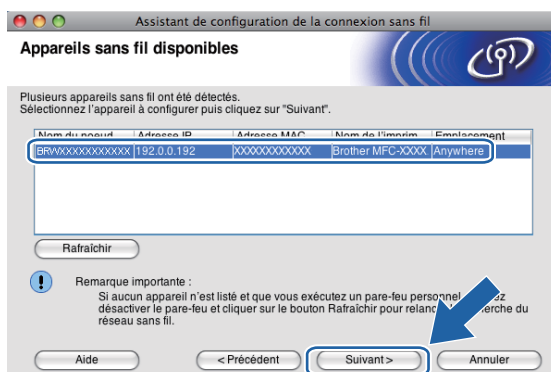 Assistant de configuration de la connexion sans fil
Appareils sans fil disponibles
Plusieurs appareils sans fil ont été détectés.
Sélectionnez l'appareil à configurer puis cliquez sur "Suivant".
Nom du noeud Adresse IP Adresse MAC Nom de l'imprim Emplacement
BRWXXXXXXXXXXX 192.0.0.192 XXXXXXXXXXXX Brother MFC-XXXX Anywhere
Rafraîchir
Remarque importante :
Si aucun appareil n'est listé et que vous exécutez un pare-feu
désactiver le pare-feu et cliquer sur le bouton Rafraîchir pour du
réseau sans fil.
Aide < Précédent Suivant > Annuler